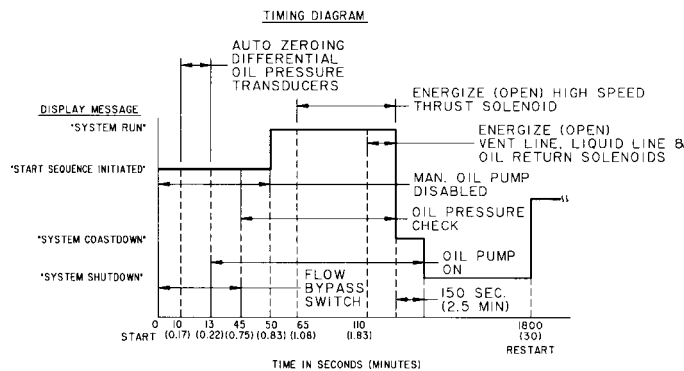 TIMING DIAGRAM
AUTO ZEROING
DIFFERENTIAL
OIL PRESSURE
TRANSDUCERS
ENERGIZE (OPEN) HIGH SPEED
THRUST SOLENOID
DISPLAY MESSAGE
"SYSTEM RUN"
ENERGIZE (OPEN)
VENT LINE, LIQUID LINE &
OIL RETURN SOLENOIDS
"START SEQUENCE INITIATED"
MAN. OIL PUMP
DISABLED
OIL PRESSURE
CHECK
"SYSTEM COASTDOWN"
OIL PUMP
ON
"SYSTEM SHUTDOWN"
FLOW
BYPASS
SWITCH
150 SEC.
(2.5 MIN)
0 10 13 45 50 65 110 1800
START (0.17) (0.22) (0.75) (0.83) (1.08) (1.83) (30)
RESTART
TIME IN SECONDS (MINUTES)